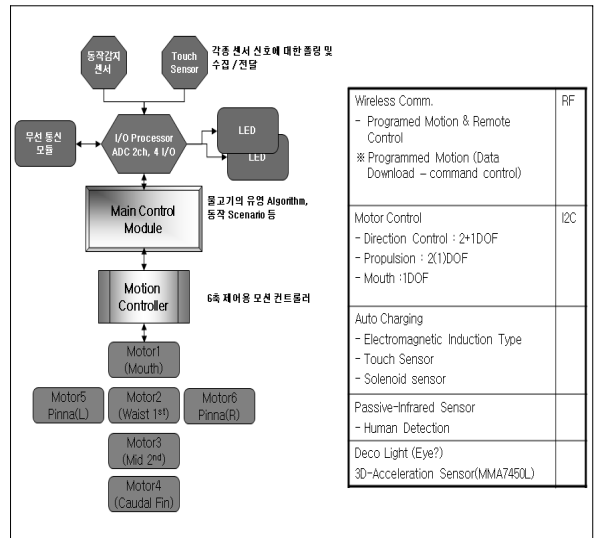 동작감지
센서
Touch
Sensor
각종 센서 신호에 대한 폴링 및
수집 / 전달
무선 통신
모듈
I/O Processor
ADC 2ch, 4 I/O
LED
LED
Main Control
Module
물고기의 유영 Algorithm,
동작 Scenario 등
Motion
Controller
6축 제어용 모션 컨트롤러
Motor1
(Mouth)
Motor5
Pinna(L)
Motor2
(Waist 1st)
Motor6
Pinna(R)
Motor3
(Mid 2nd)
Motor4
(Caudal Fin)
Wireless Comm. RF
- Programed Motion & Remote
Control
※ Programmed Motion (Data
Download – command control)
Motor Control I2C
- Direction Control : 2+1DOF
- Propulsion : 2(1)DOF
- Mouth :1DOF
Auto Charging
- Electromagnetic Induction Type
- Touch Sensor
- Solenoid sensor
Passive-Infrared Sensor
- Human Detection
Deco Light (Eye?)
3D-Acceleration Sensor(MMA7450L)